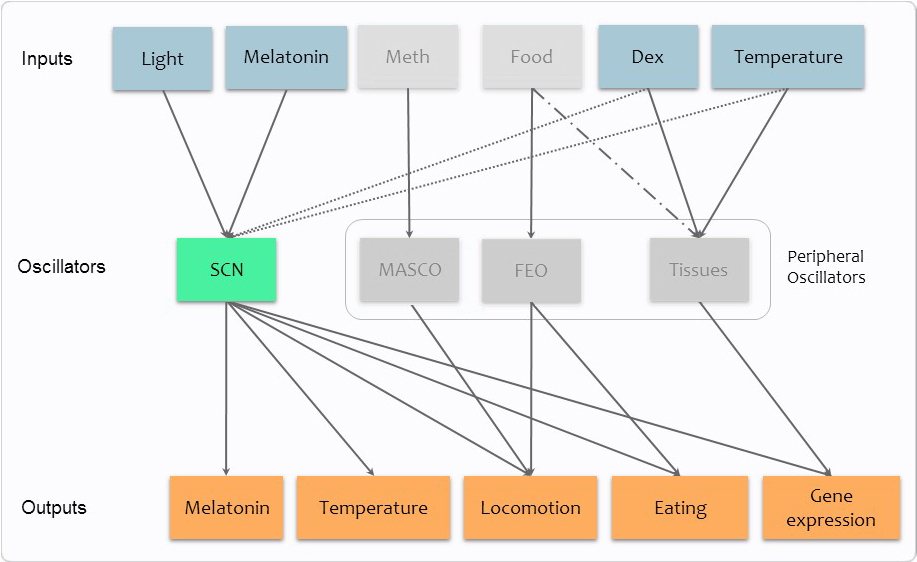 Inputs
Light
Melatonin
Meth
Food
Dex
Temperature
Oscillators
SCN
MASCO
FEO
Tissues
Peripheral
Oscillators
Outputs
Melatonin
Temperature
Locomotion
Eating
Gene
expression